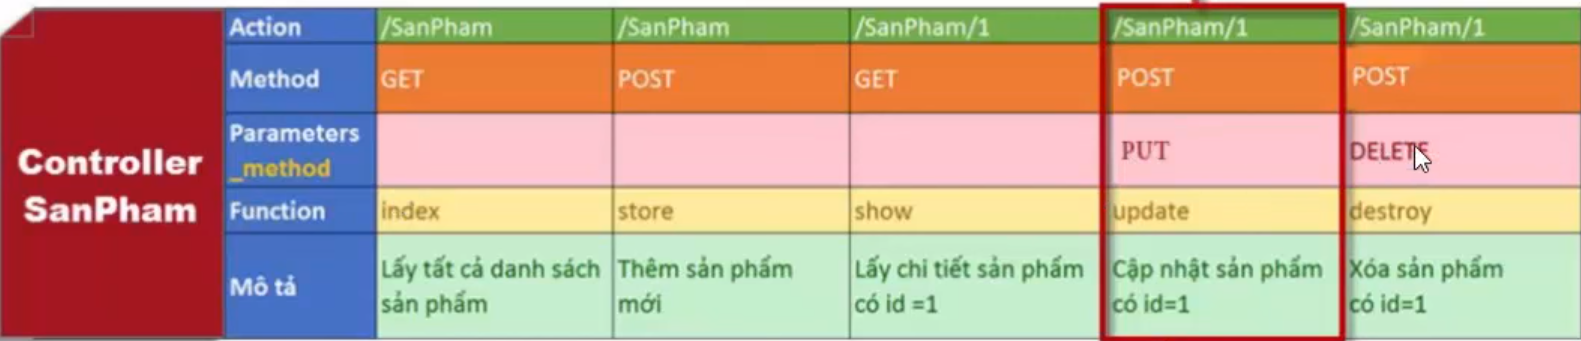 Controller
SanPham
Action /SanPham /SanPham /SanPham/1 /SanPham/1 /SanPham/1
Method GET POST GET POST POST
Parameters
_method PUT DELETE
Function index store show update destroy
Mô tả
Lấy tất cả danh sách
sản phẩm
Thêm sản phẩm
mới
Lấy chi tiết sản phẩm
có id =1
Cập nhật sản phẩm
có id=1
Xóa sản phẩm
có id=1